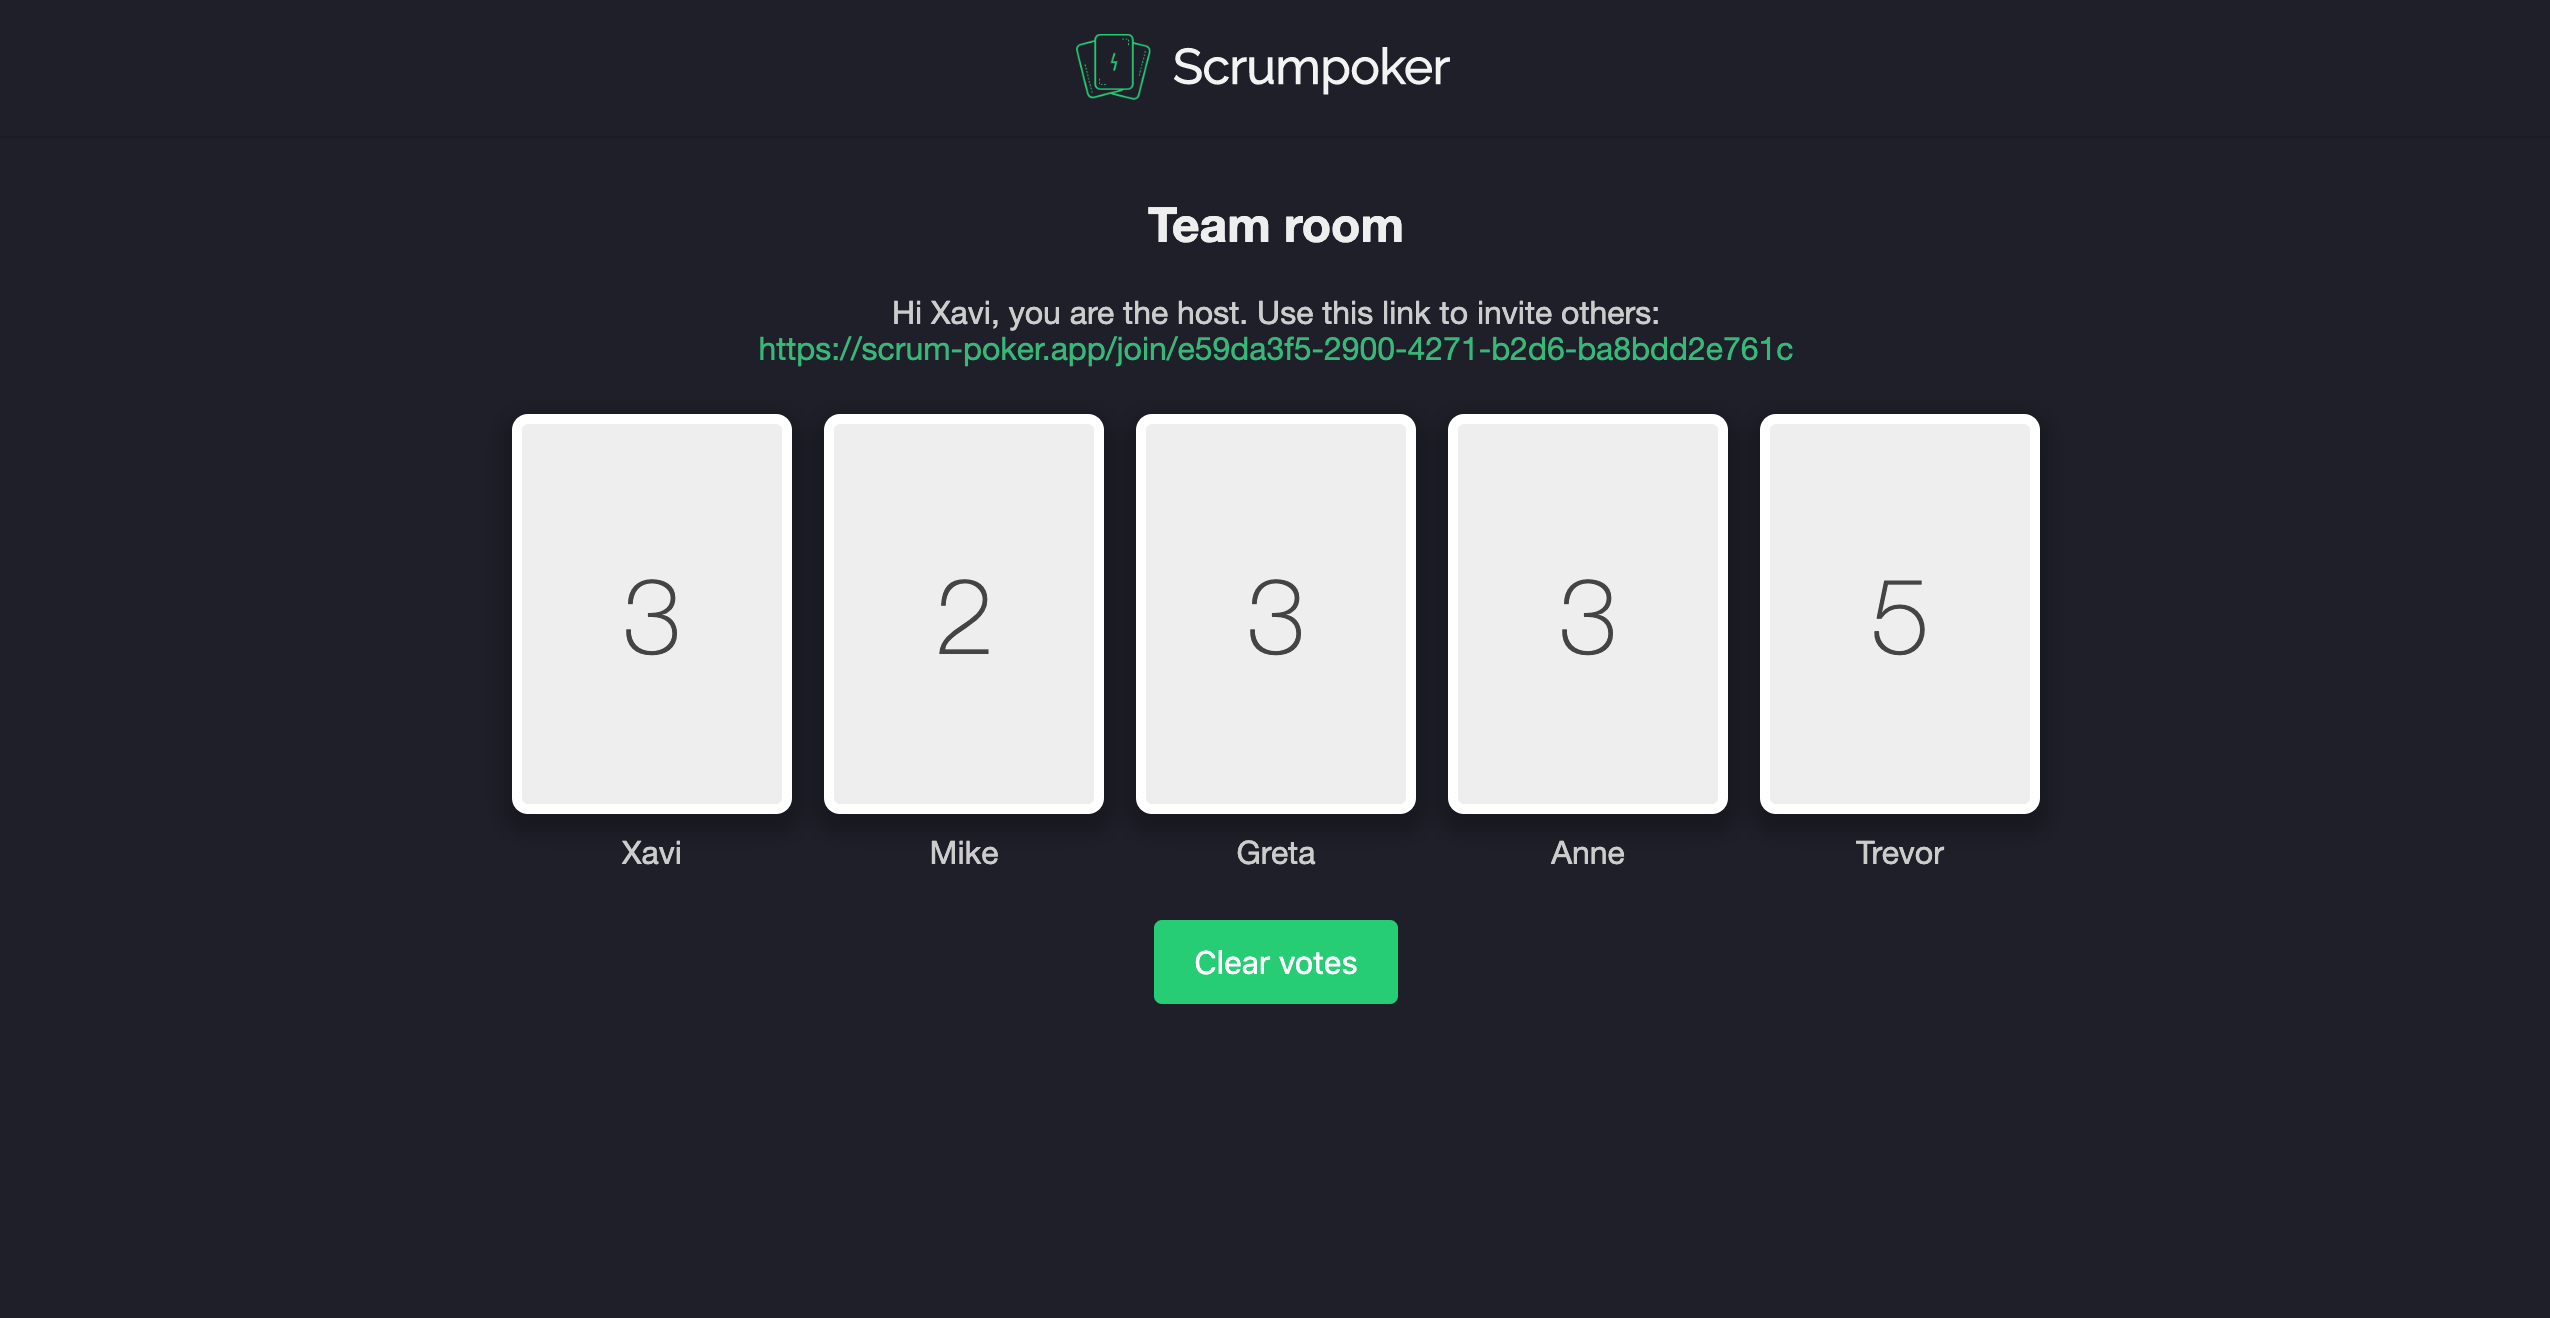 Scrumpoker
Team room
Hi Xavi, you are the host. Use this link to invite others:
https://scrum-poker.app/join/e59da3f5-2900-4271-b2d6-ba8bdd2e761c
3 2 3 3 5
Xavi Mike Greta Anne Trevor
Clear votes